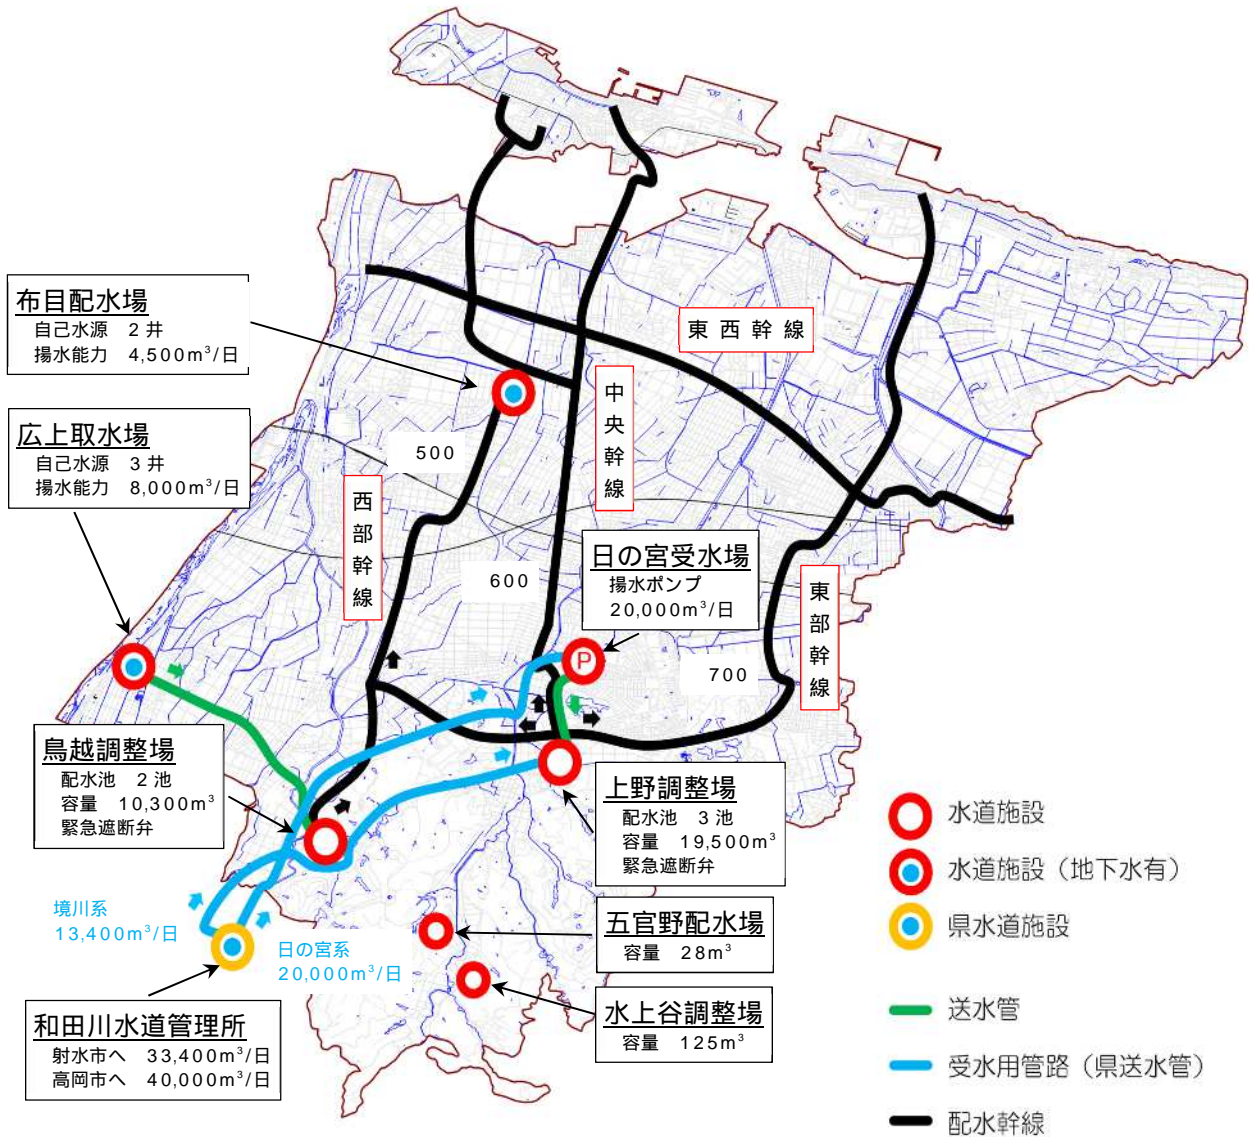 布目配水場
自己水源 2井
揚水能力 4,500m³/日
広上取水場
自己水源 3井
揚水能力 8,000m³/日
東西幹線
中央幹線
500
西部幹線
600
日の宮受水場
揚水ポンプ
20,000m³/日
東部幹線
P
700
鳥越調整場
配水池 2池
容量 10,300m³
緊急遮断弁
上野調整場
配水池 3池
容量 19,500m³
緊急遮断弁
境川系
13,400m³/日
日の宮系
20,000m³/日
五官野配水場
容量 28m³
水上谷調整場
容量 125m³
和田川水道管理所
射水市へ 33,400m³/日
高岡市へ 40,000m³/日
水道施設
水道施設（地下水有）
県水道施設
送水管
受水用管路（県送水管）
配水幹線